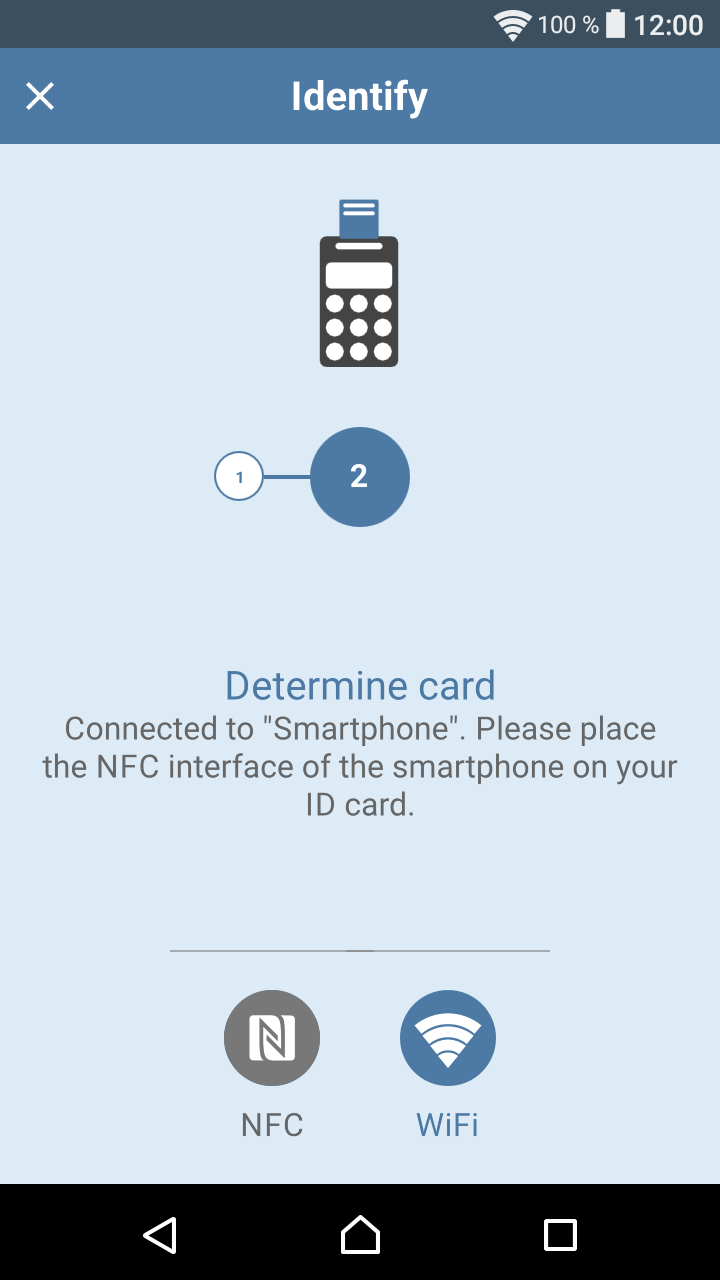 100 % 12:00
Identify
1
2
Determine card
Connected to "Smartphone". Please place
the NFC interface of the smartphone on your
ID card.
NFC
WiFi